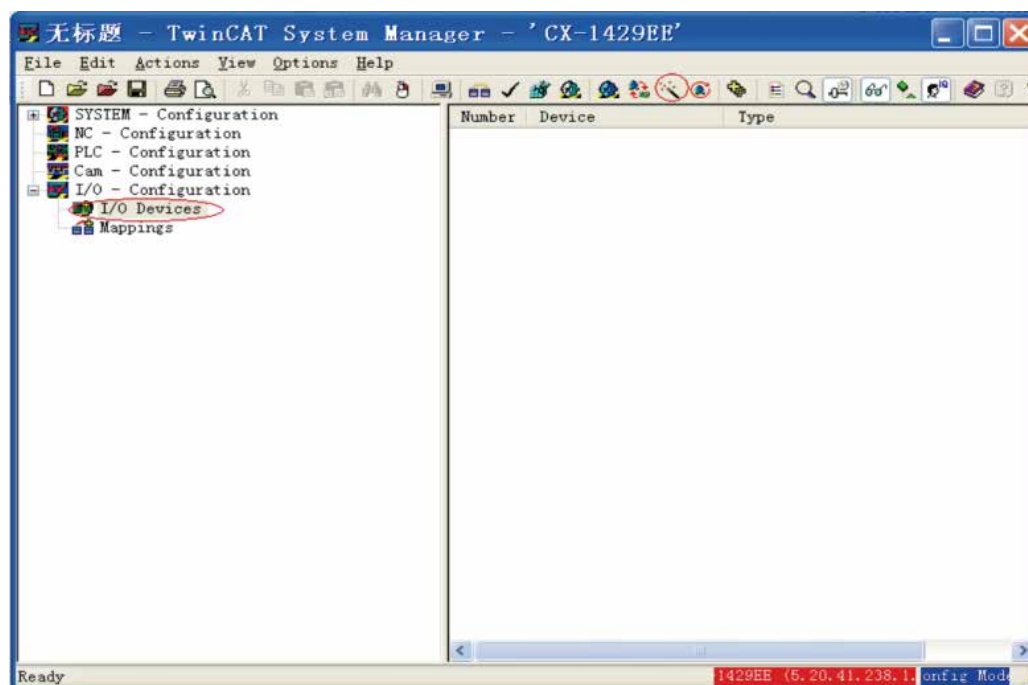 无标题 - TwinCAT System Manager - 'CX-1429EE'
File Edit Actions View Options Help
SYSTEM - Configuration
NC - Configuration
PLC - Configuration
Cam - Configuration
I/O - Configuration
I/O Devices
Mappings
Number Device Type
Ready
1429EE (5.20.41.238.1. onfig Mod